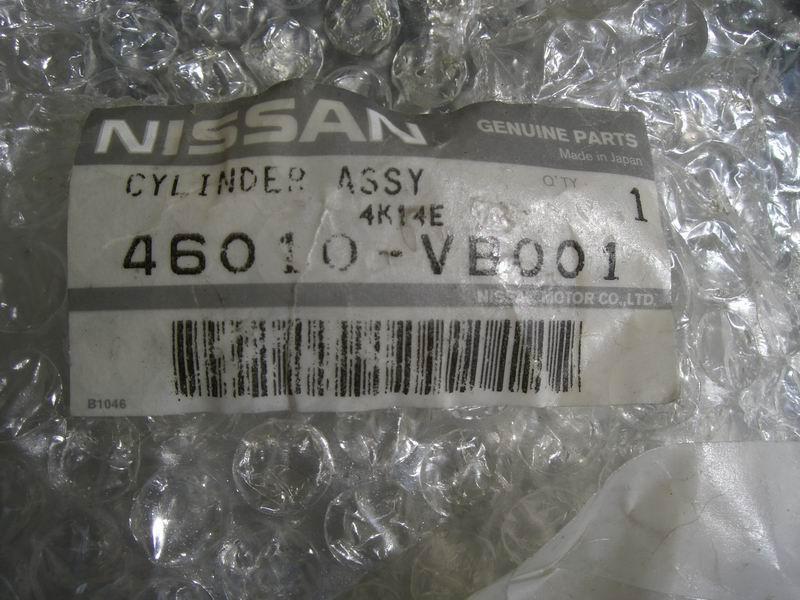 NISSAN GENUINE PARTS
Made in Japan
CYLINDER ASSY Q'TY 1
4K14E
46010-VB001
NISSAN MOTOR CO.,LTD.
B1046